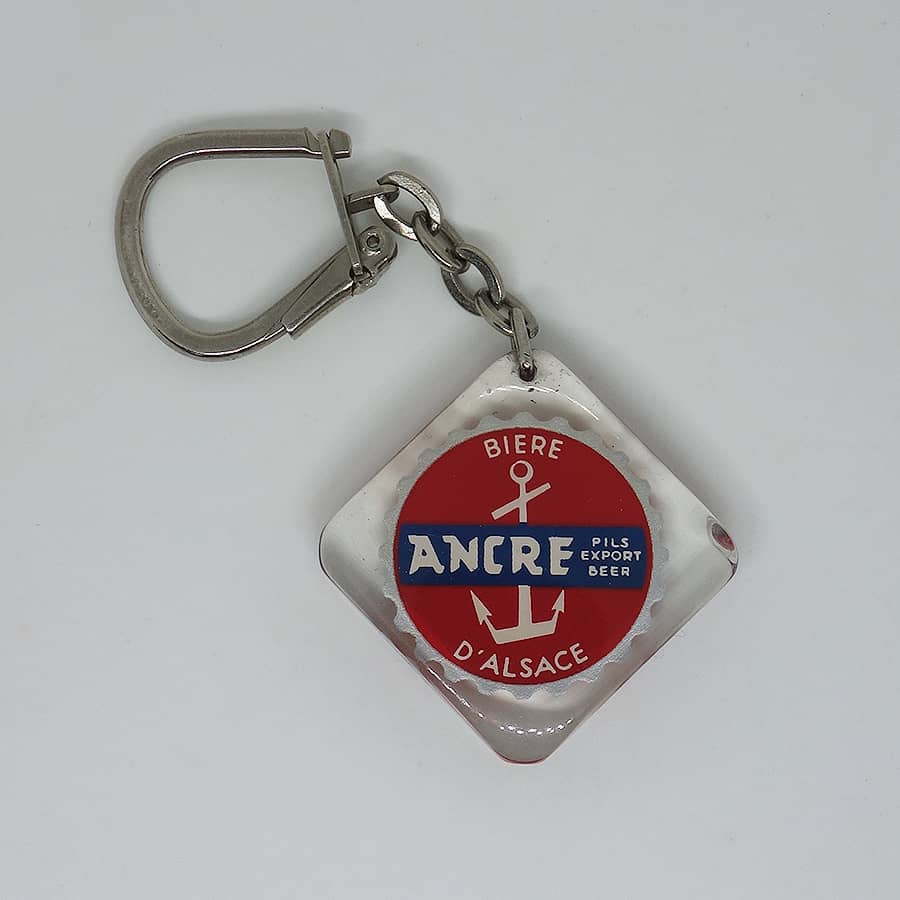 BIERE
ANCRE
PILS
EXPORT
BEER
D'ALSACE